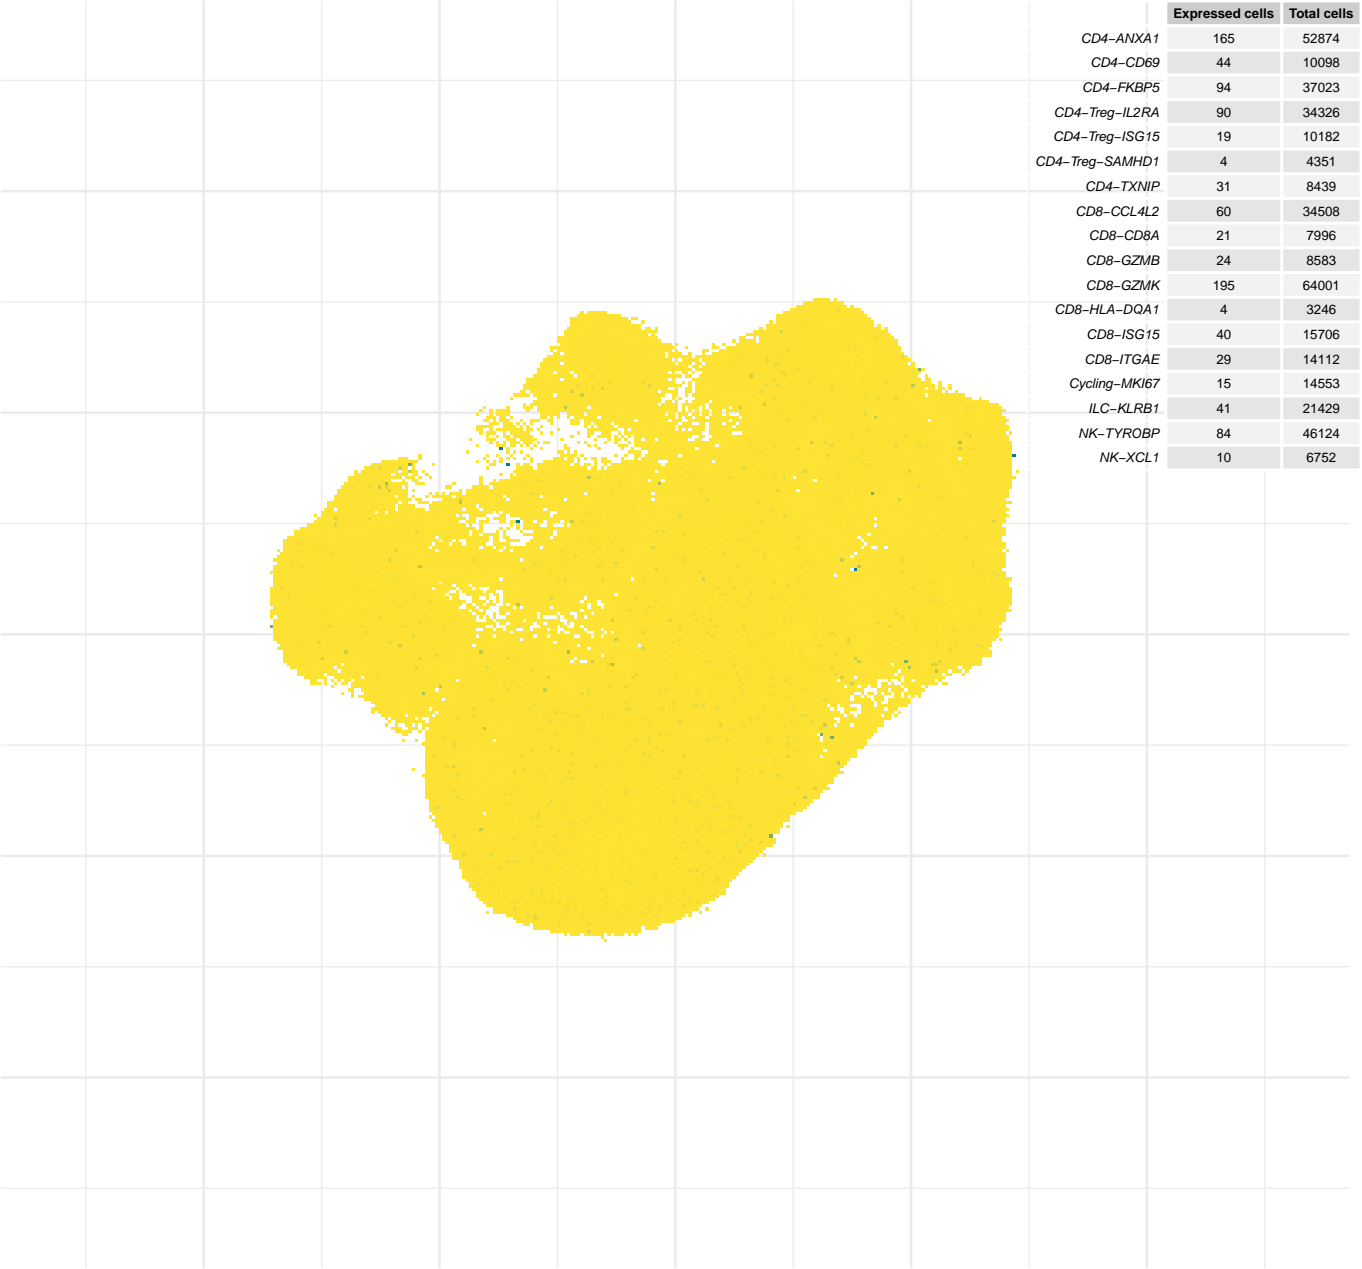 Expressed cells Total cells
CD4−ANXA1 165 52874
CD4−CD69 44 10098
CD4−FKBP5 94 37023
CD4−Treg−IL2RA 90 34326
CD4−Treg−ISG15 19 10182
CD4−Treg−SAMHD1 4 4351
CD4−TXNIP 31 8439
CD8−CCL4L2 60 34508
CD8−CD8A 21 7996
CD8−GZMB 24 8583
CD8−GZMK 195 64001
CD8−HLA−DQA1 4 3246
CD8−ISG15 40 15706
CD8−ITGAE 29 14112
Cycling−MKI67 15 14553
ILC−KLRB1 41 21429
NK−TYROBP 84 46124
NK−XCL1 10 6752